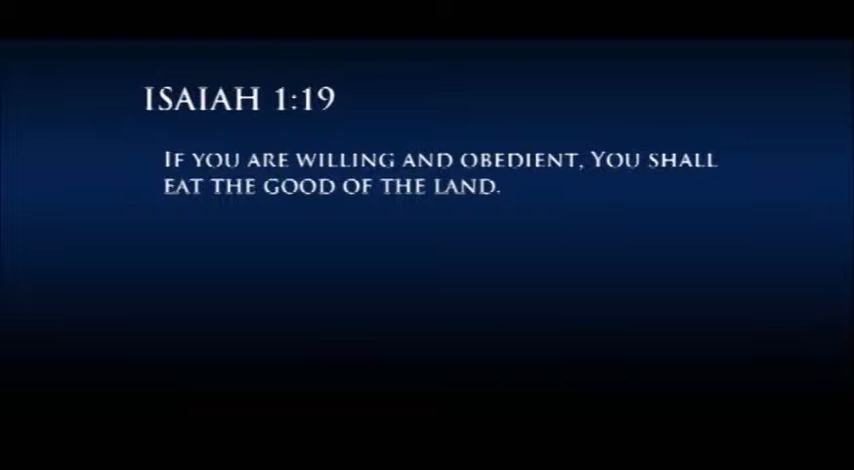 ISAIAH 1:19
IF YOU ARE WILLING AND OBEDIENT, YOU SHALL
EAT THE GOOD OF THE LAND.